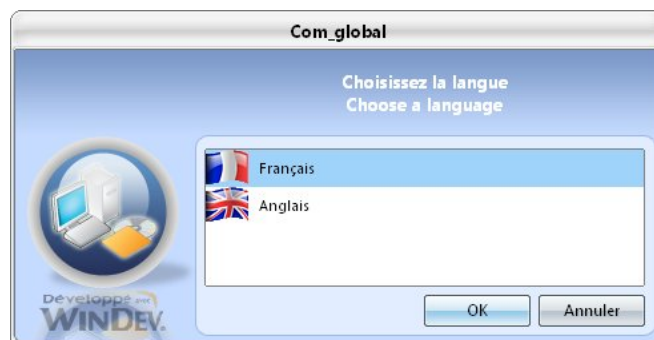 Com_global
Choisissez la langue
Choose a language
Français
Anglais
Développé avec
WINDEV.
OK
Annuler